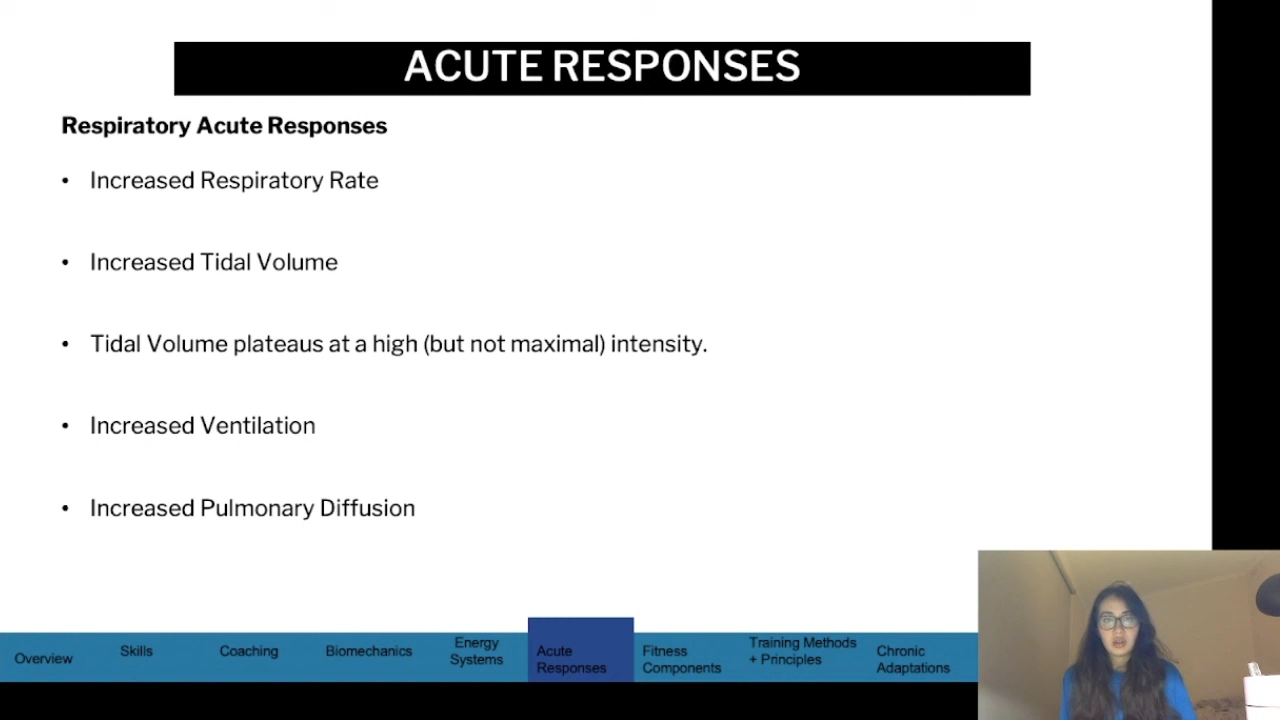 ACUTE RESPONSES
Respiratory Acute Responses
• Increased Respiratory Rate
• Increased Tidal Volume
• Tidal Volume plateaus at a high (but not maximal) intensity.
• Increased Ventilation
• Increased Pulmonary Diffusion
Overview
Skills
Coaching
Biomechanics
Energy
Systems
Acute
Responses
Fitness
Components
Training Methods
+ Principles
Chronic
Adaptations